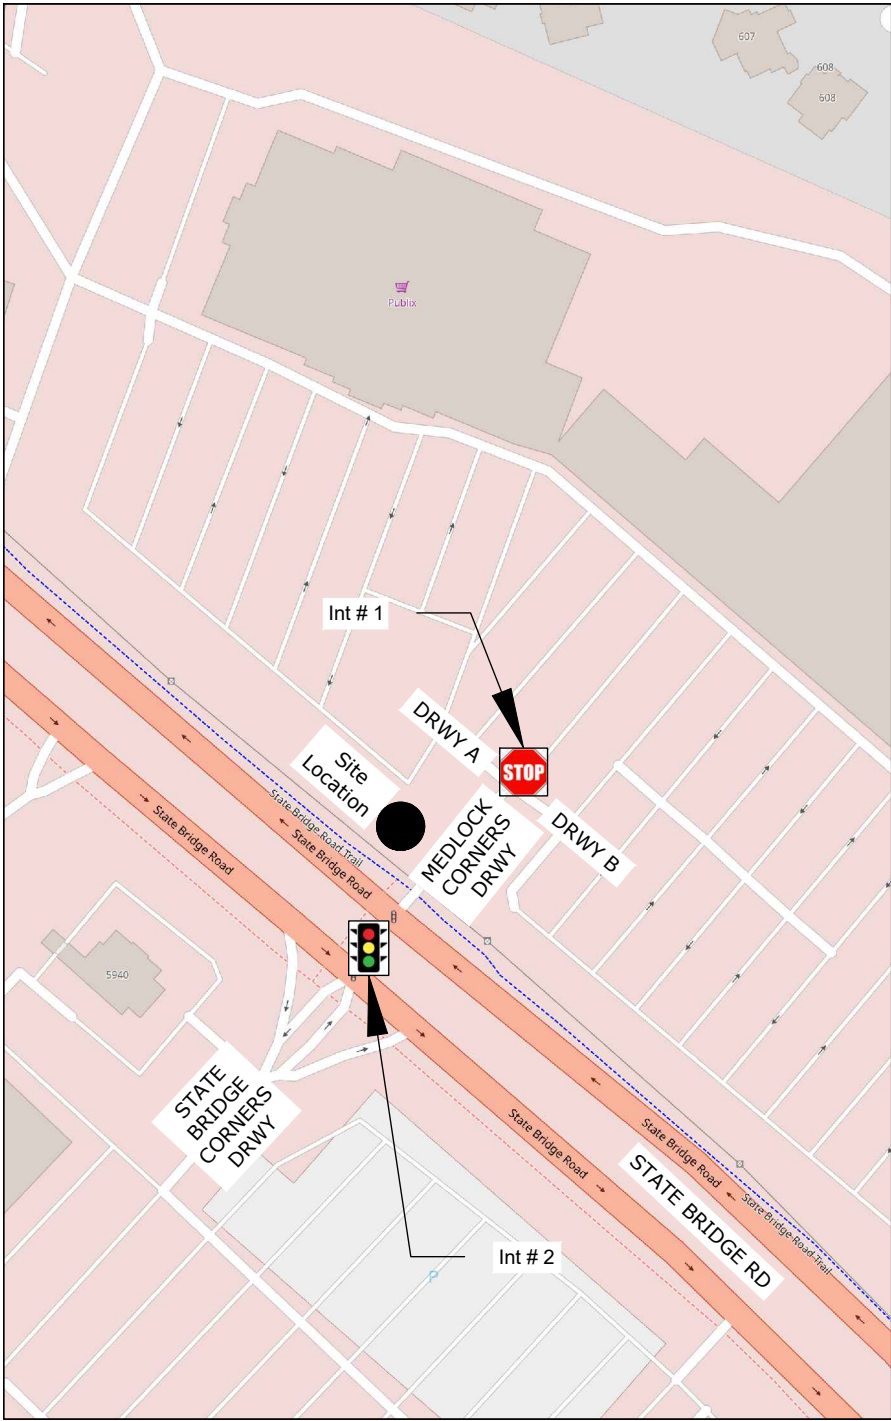 607
608
608
Publix
Int # 1
DRWY A
STOP
Site
Location
MEDLOCK
CORNERS
DRWY
DRWY B
State Bridge Road Trail
State Bridge Road
State Bridge Road
5940
STATE
BRIDGE
CORNERS
DRWY
State Bridge Road
State Bridge Road
STATE BRIDGE RD
State Bridge Road Trail
Int # 2
P